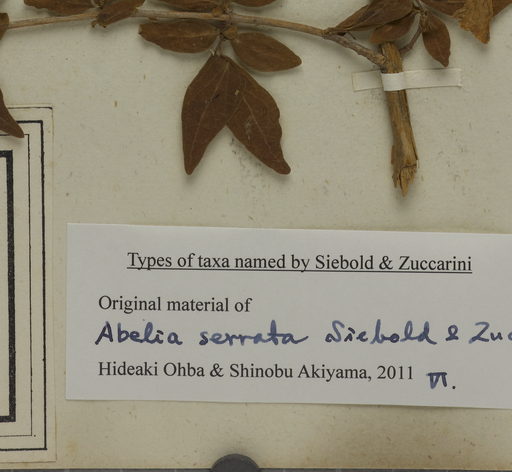 Types of taxa named by Siebold & Zuccarini
Original material of
Abelia serrata Siebold & Zuc
Hideaki Ohba & Shinobu Akiyama, 2011 VI.